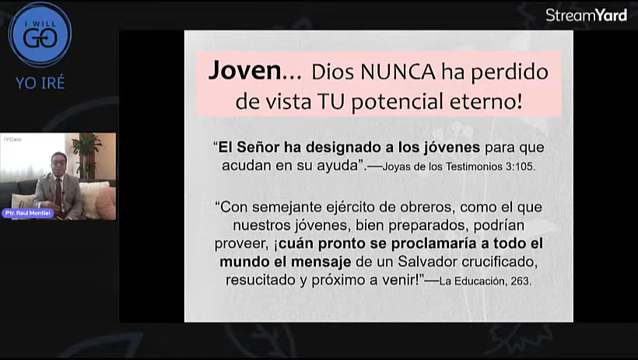 I WILL
GO
YO IRÉ
StreamYard
Joven... Dios NUNCA ha perdido
de vista TU potencial eterno!
“El Señor ha designado a los jóvenes para que
acudan en su ayuda”.—Joyas de los Testimonios 3:105.
“Con semejante ejército de obreros, como el que
nuestros jóvenes, bien preparados, podrían
proveer, ¡cuán pronto se proclamaría a todo el
mundo el mensaje de un Salvador crucificado,
resucitado y próximo a venir!”—La Educación, 263.
Ptr. Raul Montiel